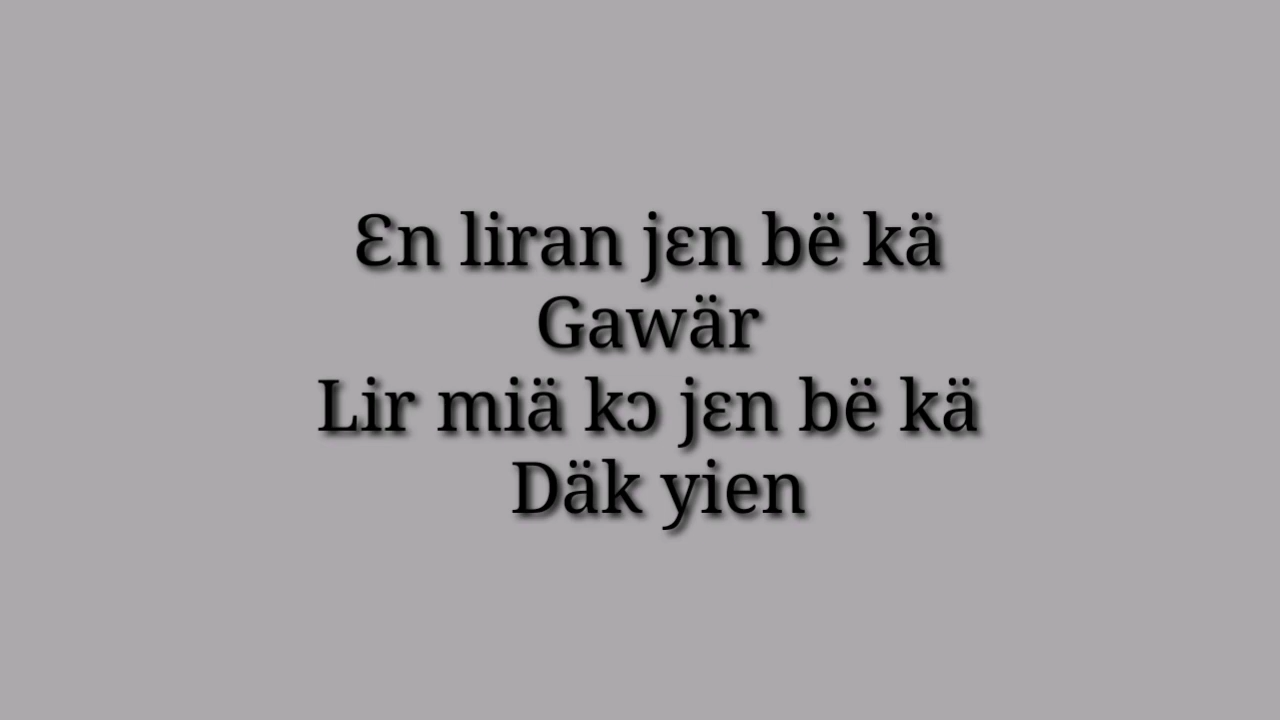 Ɛn liran jɛn bë kä
Gawär
Lir miä kɔ jɛn bë kä
Däk yien